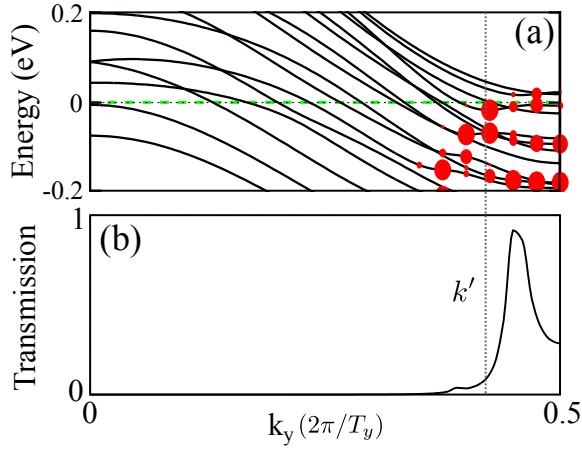 (a)
0.2
0
-0.2
Energy (eV)
(b)
1
0
Transmission
k′
0
0.5
k_y (2π/T_y)